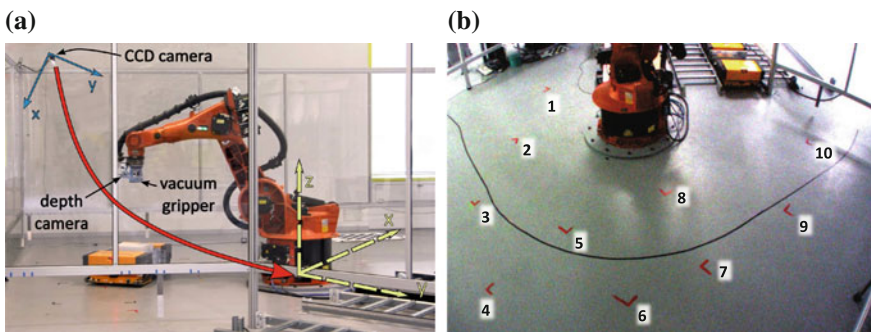 (a)
CCD camera
y
x
depth camera
vacuum gripper
z
x
y
(b)
1
2
3
4
5
6
7
8
9
10